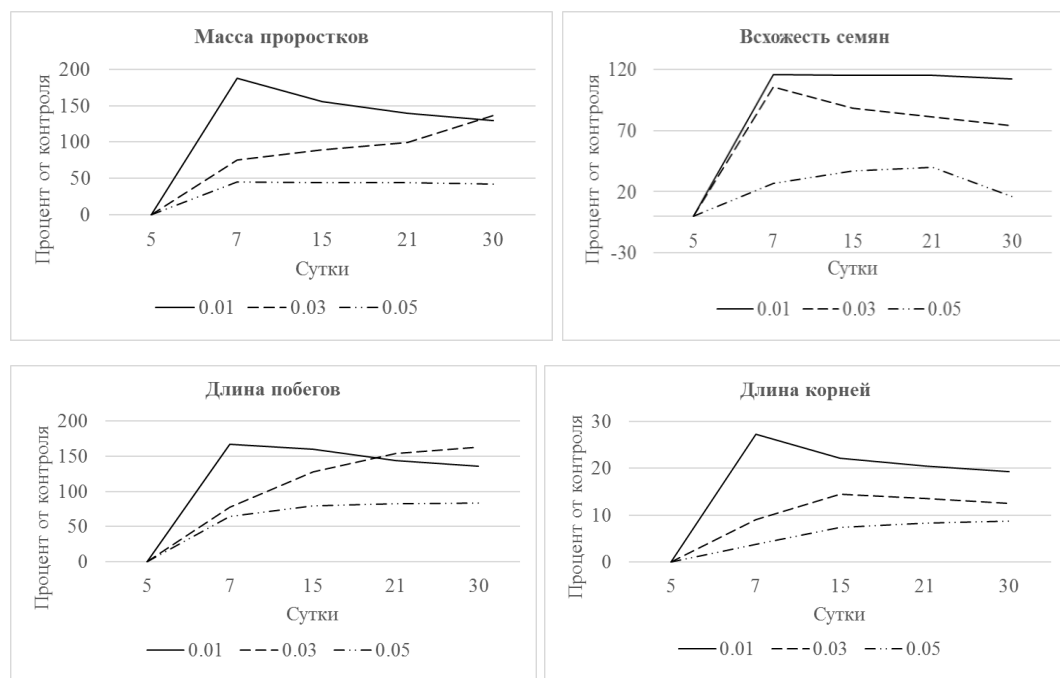 Масса проростков
Процент от контроля
200
150
100
50
0
5 7 15 21 30
Сутки
0.01 0.03 0.05
Всхожесть семян
Процент от контроля
120
70
20
-30
5 7 15 21 30
Сутки
0.01 0.03 0.05
Длина побегов
Процент от контроля
200
150
100
50
0
5 7 15 21 30
Сутки
0.01 0.03 0.05
Длина корней
Процент от контроля
30
20
10
0
5 7 15 21 30
Сутки
0.01 0.03 0.05